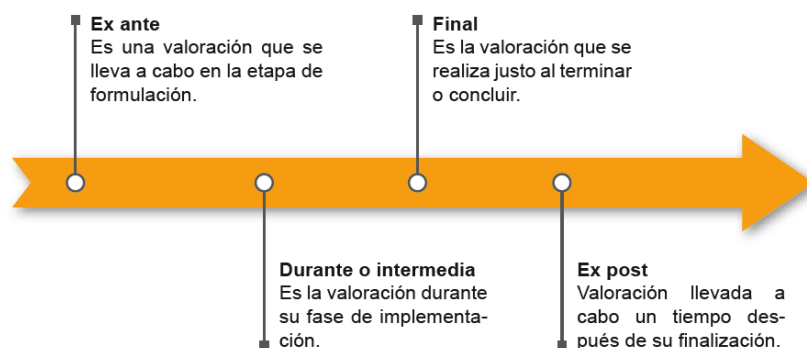 Ex ante
Es una valoración que se
lleva a cabo en la etapa de
formulación.
Final
Es la valoración que se
realiza justo al terminar
o concluir.
Durante o intermedia
Es la valoración durante
su fase de implementa-
ción.
Ex post
Valoración llevada a
cabo un tiempo des-
pués de su finalización.